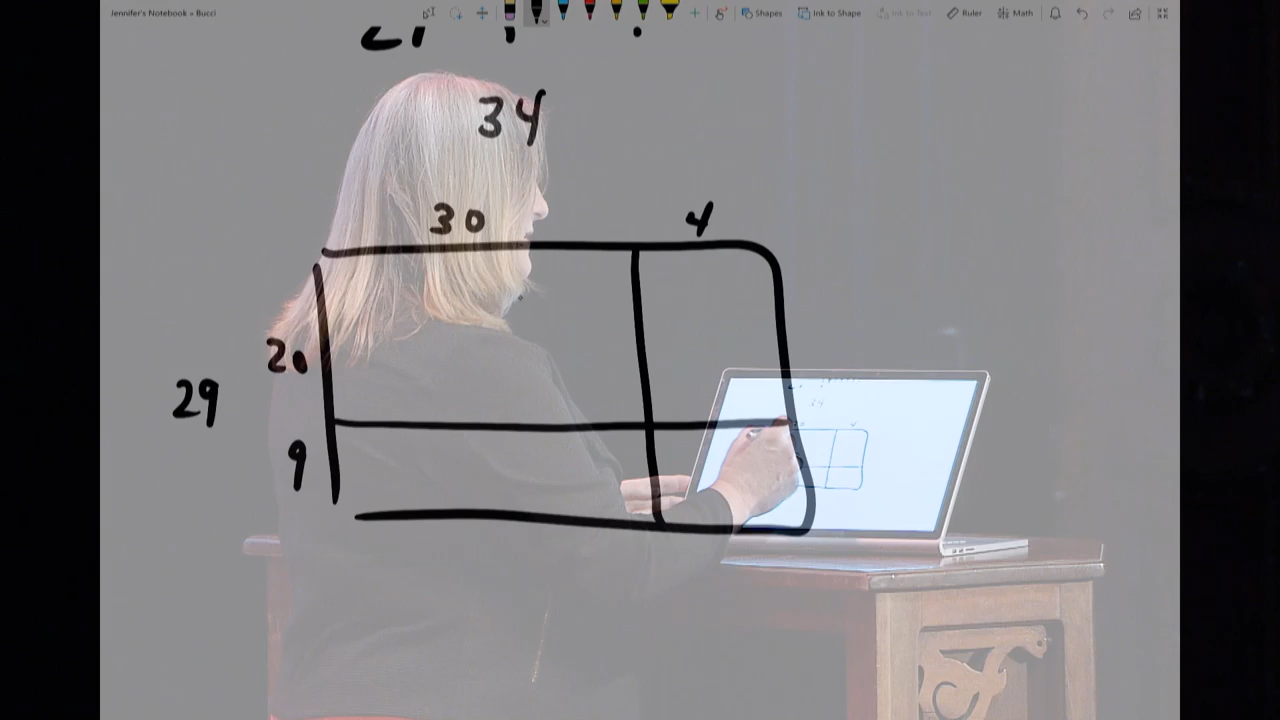 Jennifer's Notebook » Bucci
Shapes
Ink to Shape
Ink to Text
Ruler
Math
34
30
4
20
29
9